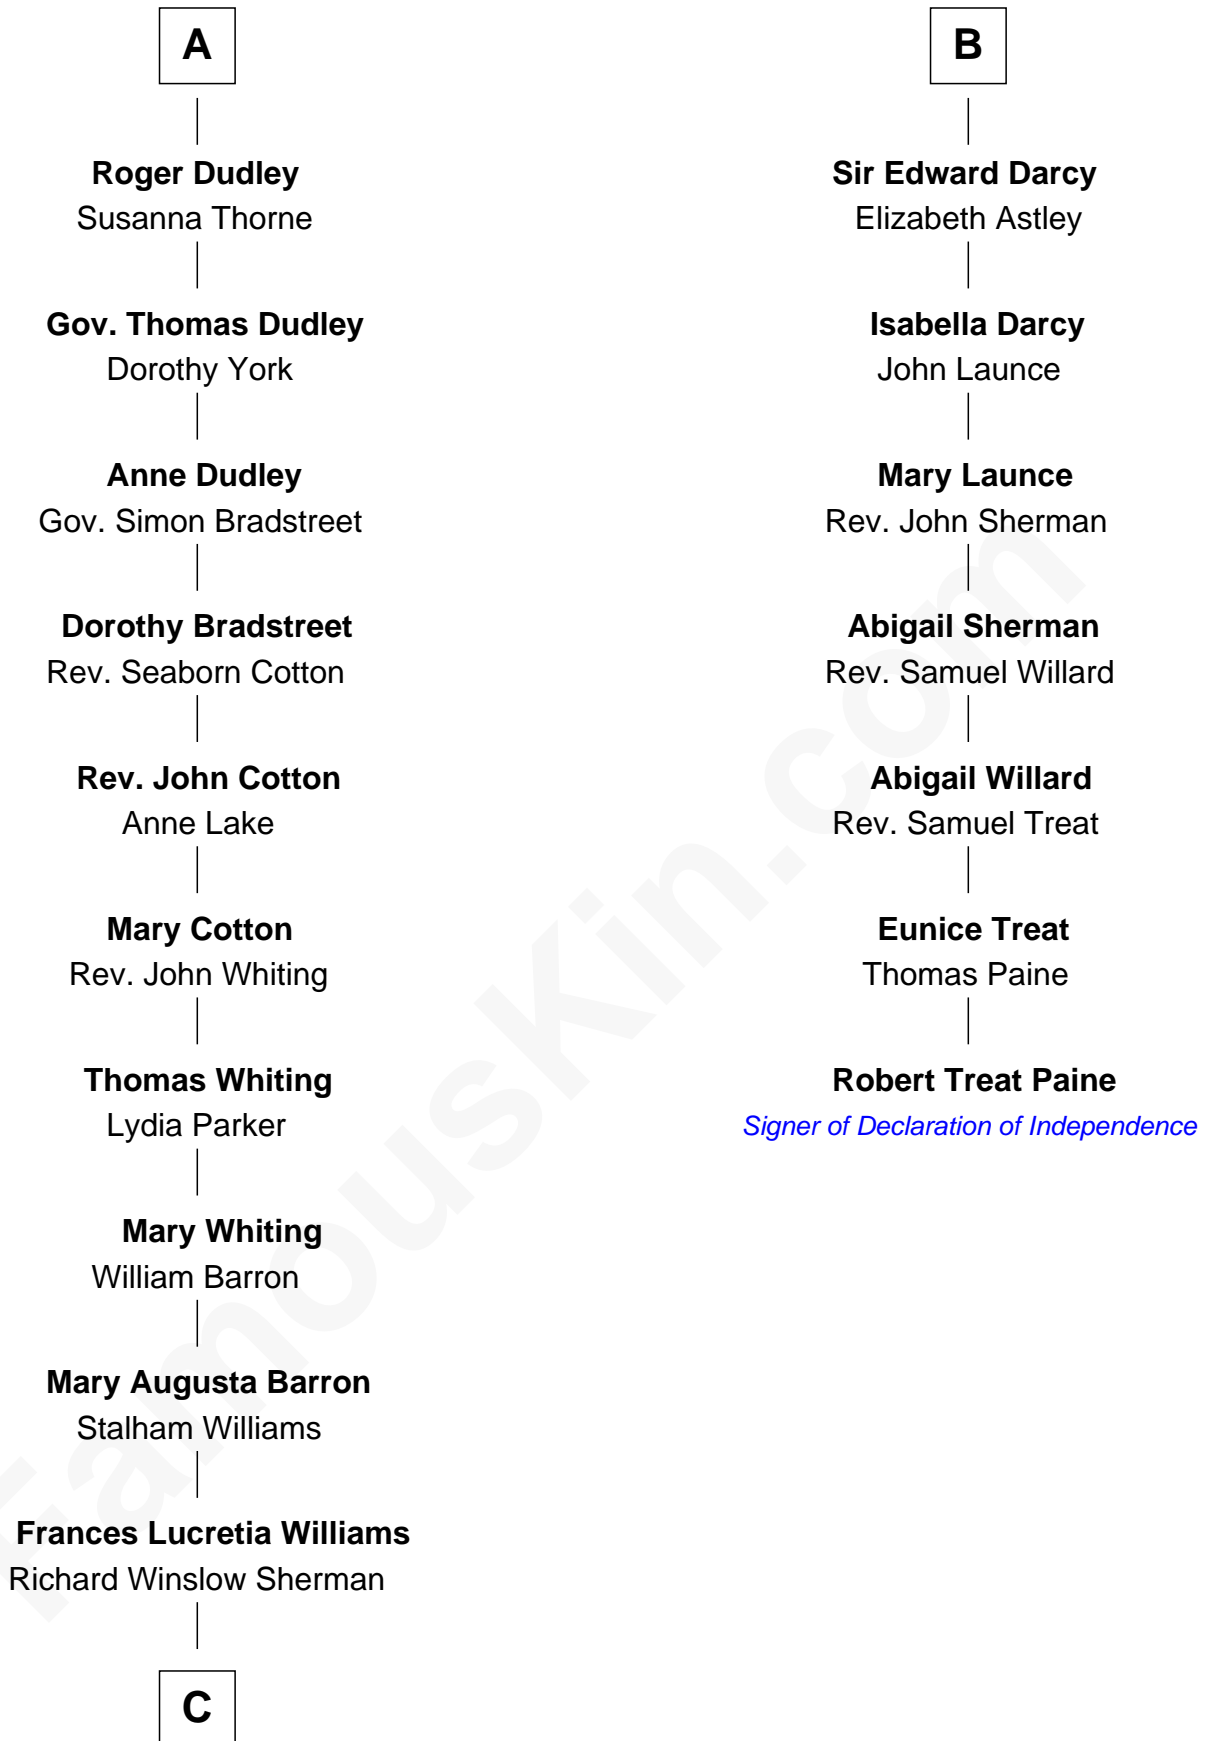 A
Roger Dudley
Susanna Thorne
Gov. Thomas Dudley
Dorothy York
Anne Dudley
Gov. Simon Bradstreet
Dorothy Bradstreet
Rev. Seaborn Cotton
Rev. John Cotton
Anne Lake
Mary Cotton
Rev. John Whiting
Thomas Whiting
Lydia Parker
Mary Whiting
William Barron
Mary Augusta Barron
Stalham Williams
Frances Lucretia Williams
Richard Winslow Sherman
C
B
Sir Edward Darcy
Elizabeth Astley
Isabella Darcy
John Launce
Mary Launce
Rev. John Sherman
Abigail Sherman
Rev. Samuel Willard
Abigail Willard
Rev. Samuel Treat
Eunice Treat
Thomas Paine
Robert Treat Paine
Signer of Declaration of Independence
FamousKin.com